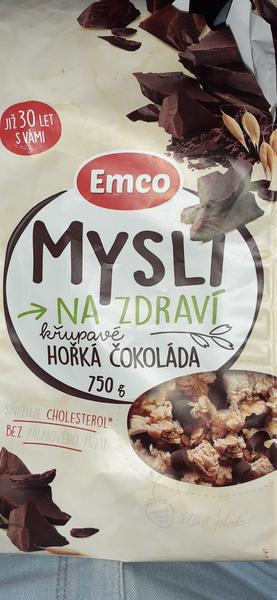 JIŽ 30 LET
S VÁMI
Emco
MYSLI
NA ZDRAVÍ
křupavé
HOŘKÁ ČOKOLÁDA
750 g
SNIŽUJE CHOLESTEROL*
BEZ PALMOVÉHO TUKU